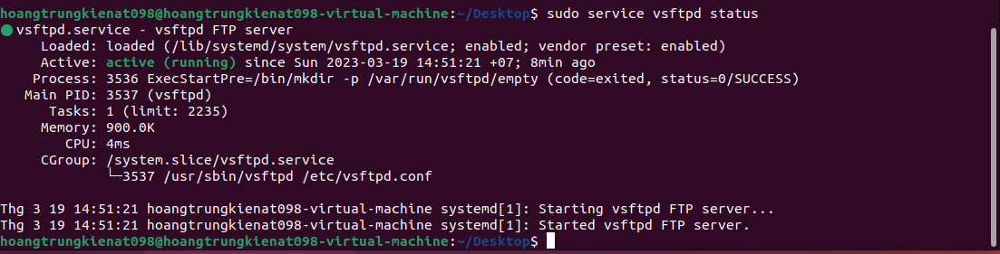 hoangtrungkienat098@hoangtrungkienat098-virtual-machine:~/Desktop$ sudo service vsftpd status
● vsftpd.service - vsftpd FTP server
     Loaded: loaded (/lib/systemd/system/vsftpd.service; enabled; vendor preset: enabled)
     Active: active (running) since Sun 2023-03-19 14:51:21 +07; 8min ago
    Process: 3536 ExecStartPre=/bin/mkdir -p /var/run/vsftpd/empty (code=exited, status=0/SUCCESS)
   Main PID: 3537 (vsftpd)
      Tasks: 1 (limit: 2235)
     Memory: 900.0K
        CPU: 4ms
     CGroup: /system.slice/vsftpd.service
             └─3537 /usr/sbin/vsftpd /etc/vsftpd.conf

Thg 3 19 14:51:21 hoangtrungkienat098-virtual-machine systemd[1]: Starting vsftpd FTP server...
Thg 3 19 14:51:21 hoangtrungkienat098-virtual-machine systemd[1]: Started vsftpd FTP server.
hoangtrungkienat098@hoangtrungkienat098-virtual-machine:~/Desktop$